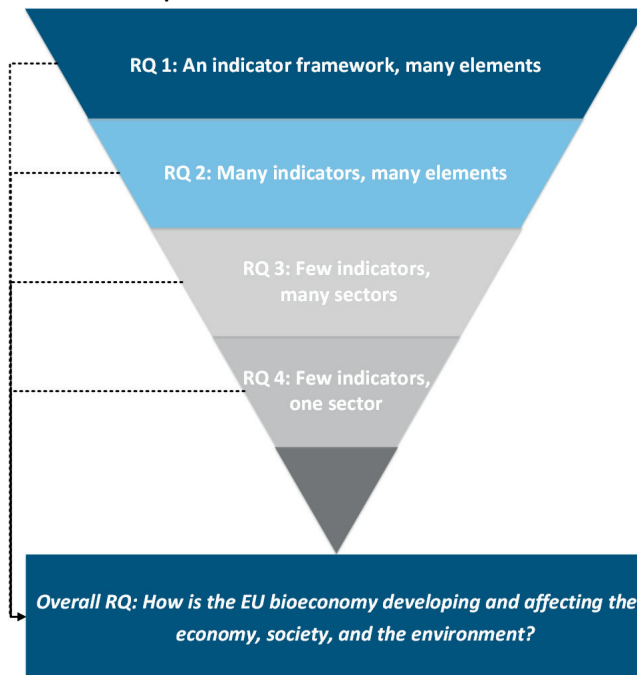 RQ 1: An indicator framework, many elements
RQ 2: Many indicators, many elements
RQ 3: Few indicators,
many sectors
RQ 4: Few indicators,
one sector
Overall RQ: How is the EU bioeconomy developing and affecting the
economy, society, and the environment?